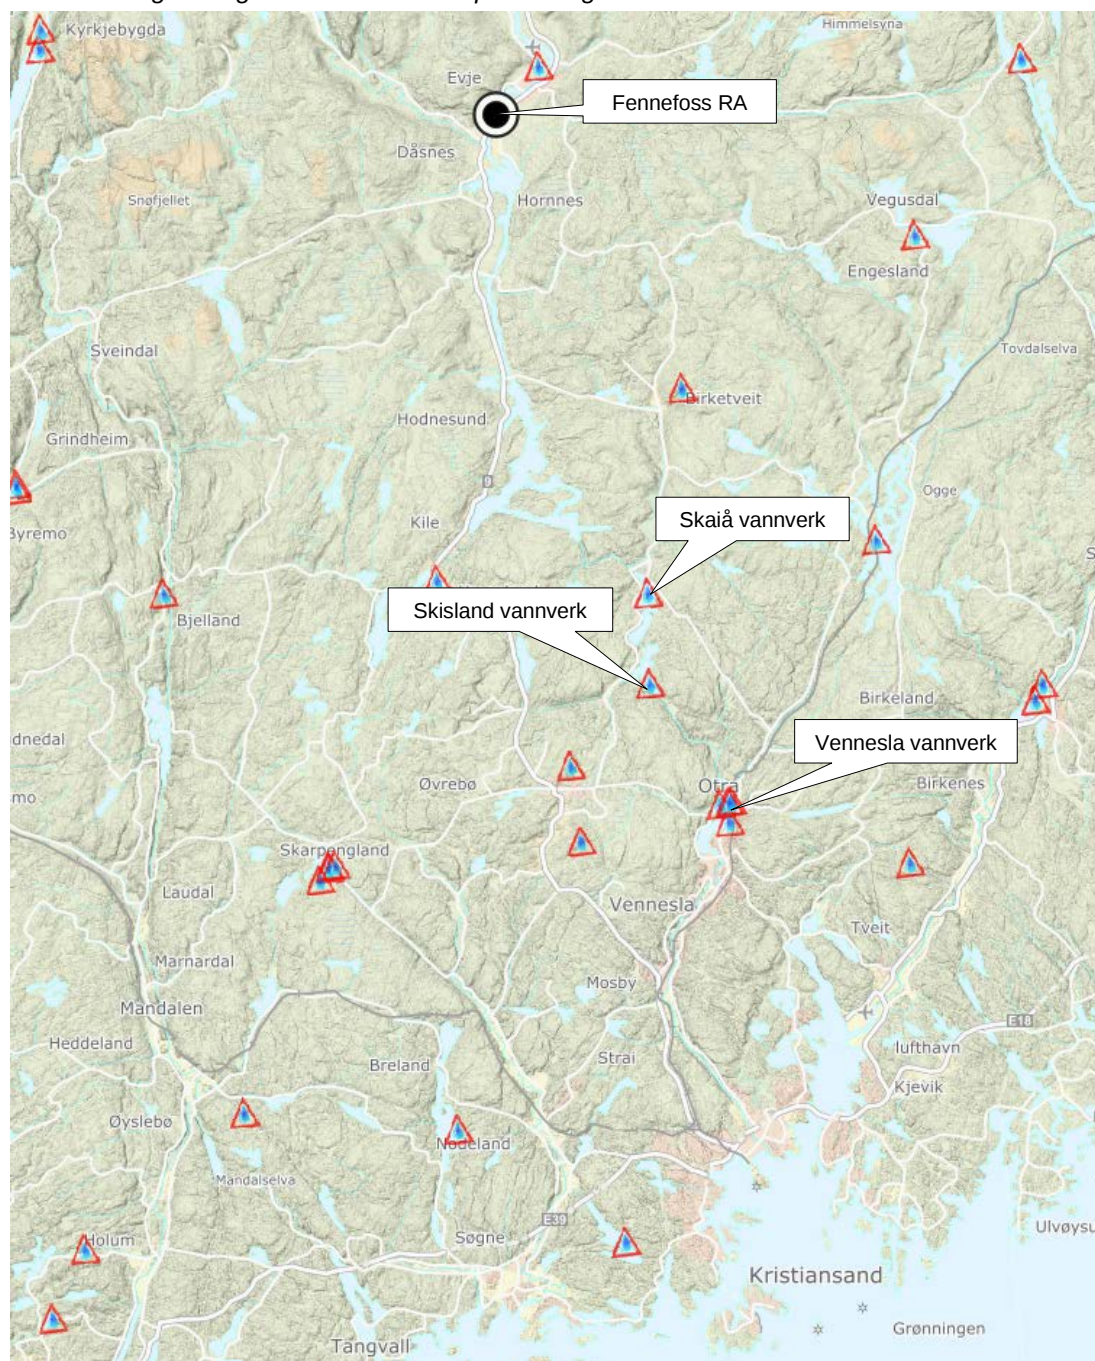 Kyrkjebygda
Himmelsyna
Evje
Fennefoss RA
Dåsnes
Snøfjellet
Hornnes
Vegusdal
Engesland
Sveindal
Tovdalselva
Birketveit
Hodnesund
Grindheim
9
Ogge
Skaiå vannverk
Kile
Byremo
Skisland vannverk
Bjelland
Birkeland
Vennesla vannverk
Otra
Øvrebø
Birkenes
Skarpengland
Laudal
Vennesla
Tveit
Marnardal
Mosby
Mandalen
E18
Heddeland
lufthavn
Strai
Breland
Kjevik
Øyslebø
Nodeland
Mandalselva
E39
Holum
Søgne
Kristiansand
Grønningen
Tangvall